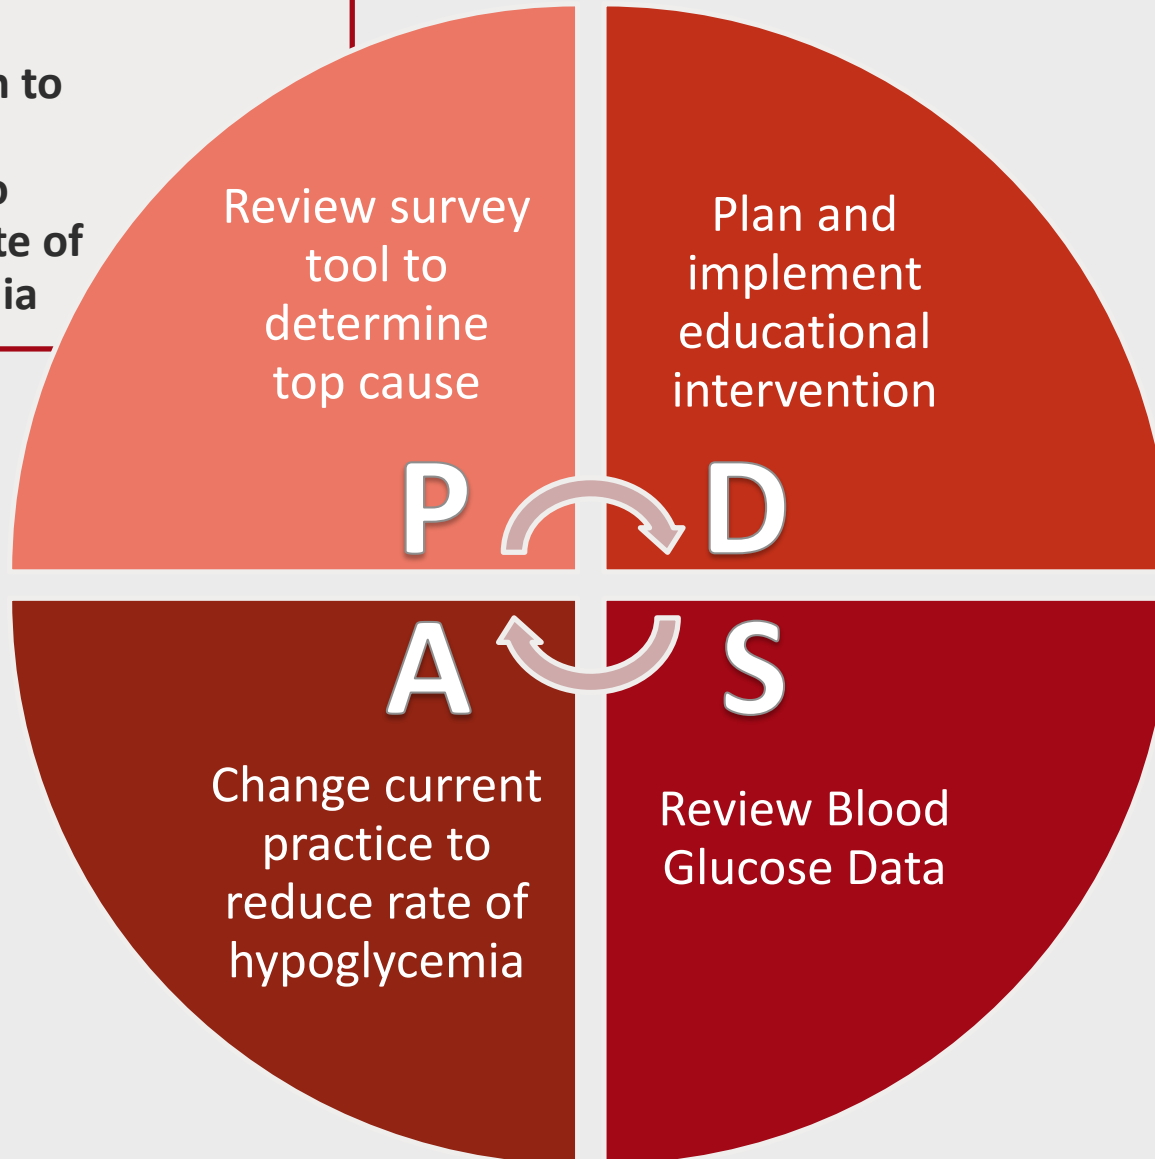 to
te of
Review survey
tool to
determine
top cause
Plan and
implement
educational
intervention
P
D
A
S
Change current
practice to
reduce rate of
hypoglycemia
Review Blood
Glucose Data